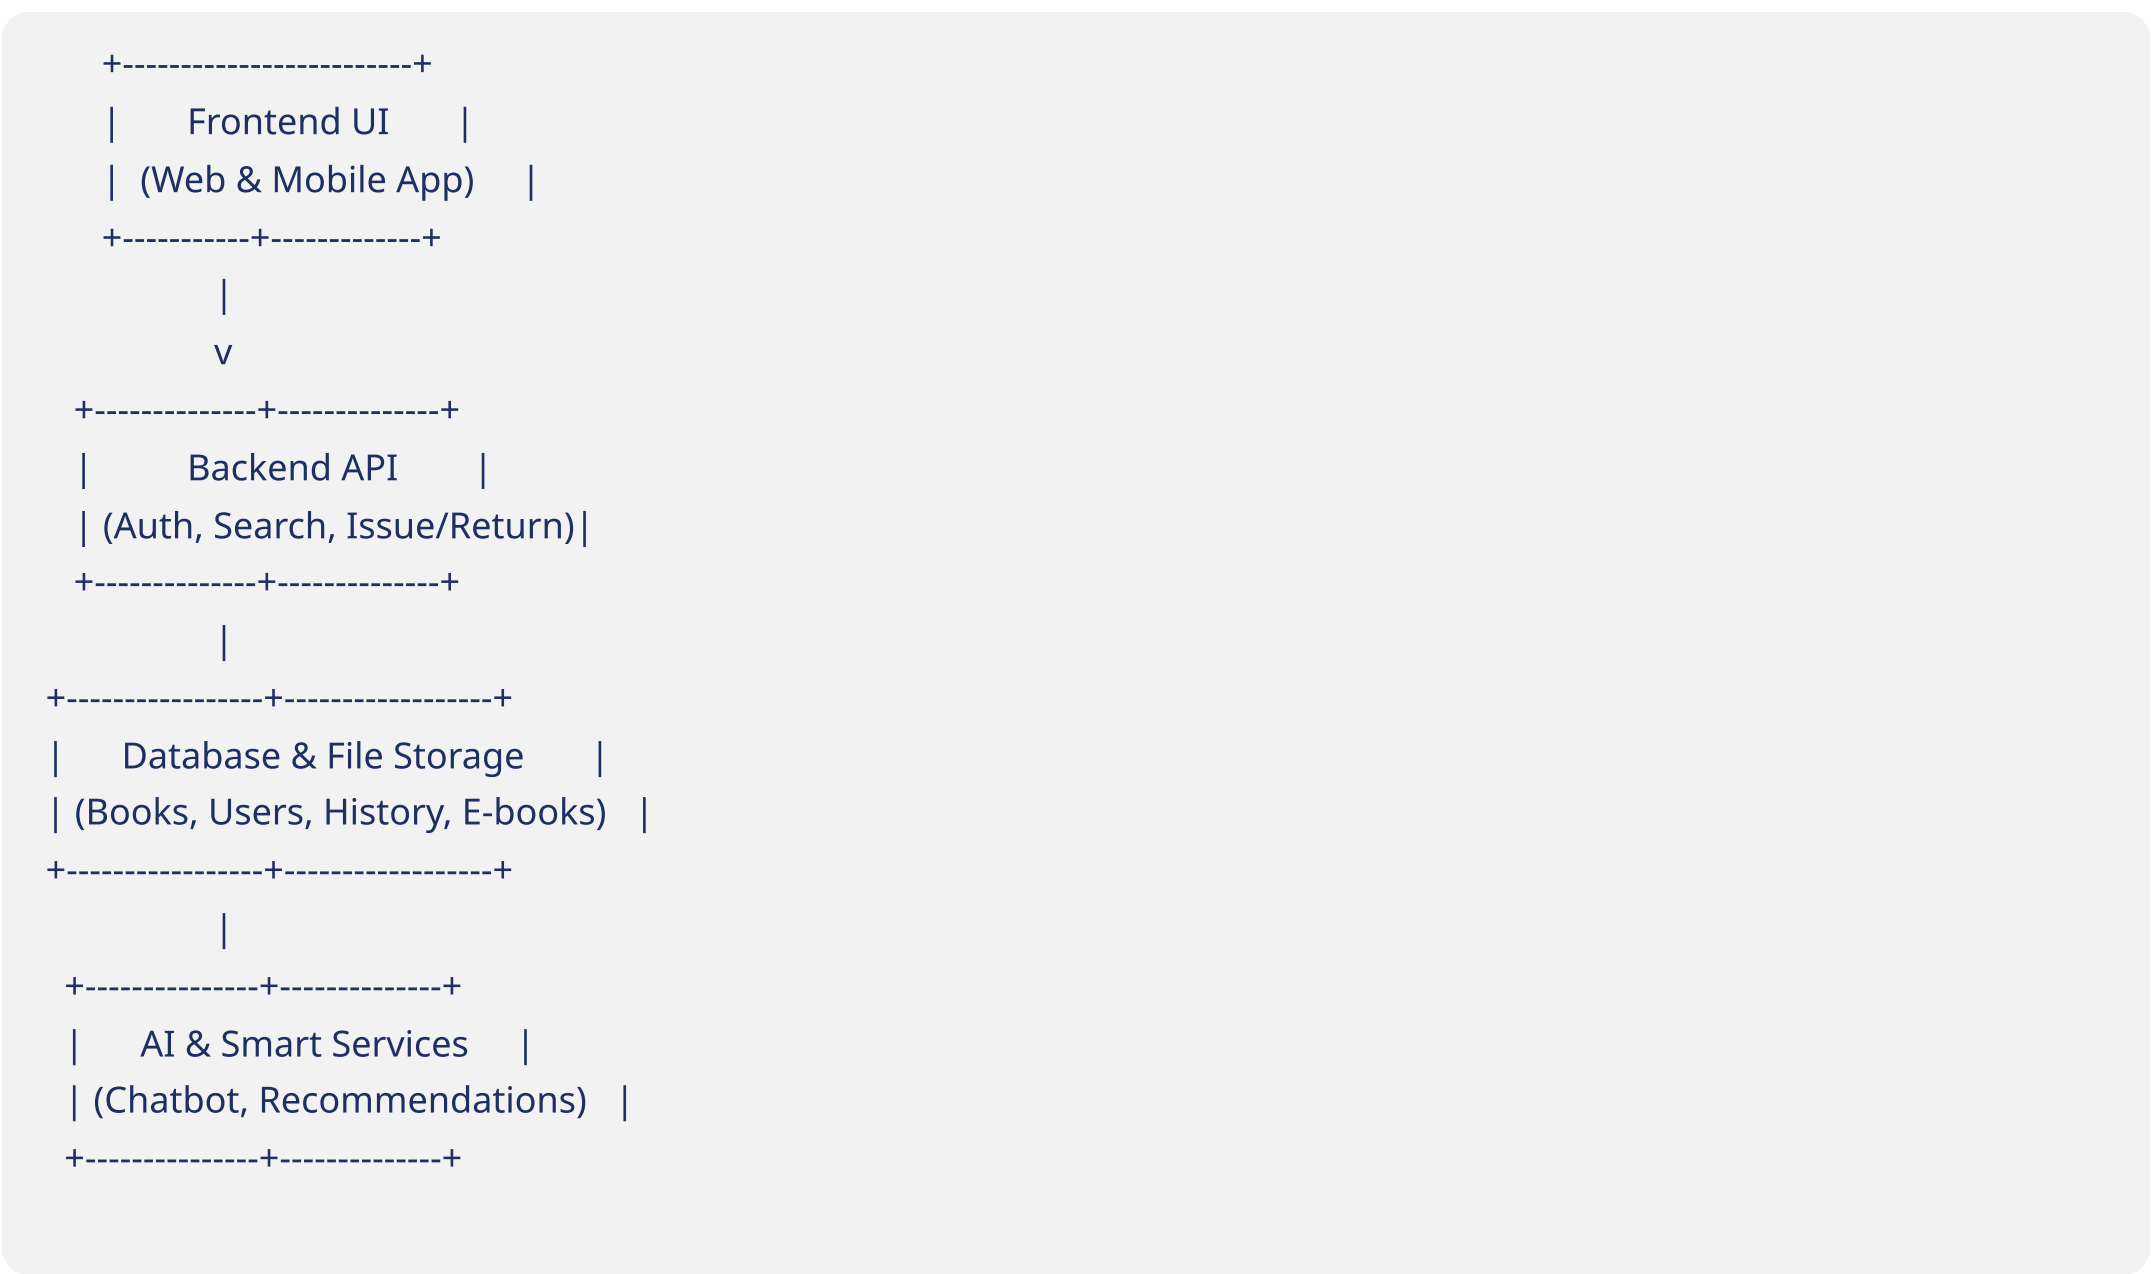 +-------------------------+
|       Frontend UI       |
|  (Web & Mobile App)     |
+-----------+-------------+
|
v
+--------------+--------------+
|          Backend API        |
| (Auth, Search, Issue/Return)|
+--------------+--------------+
|
+-----------------+------------------+
|      Database & File Storage       |
| (Books, Users, History, E-books)   |
+-----------------+------------------+
|
+---------------+--------------+
|      AI & Smart Services     |
| (Chatbot, Recommendations)   |
+---------------+--------------+